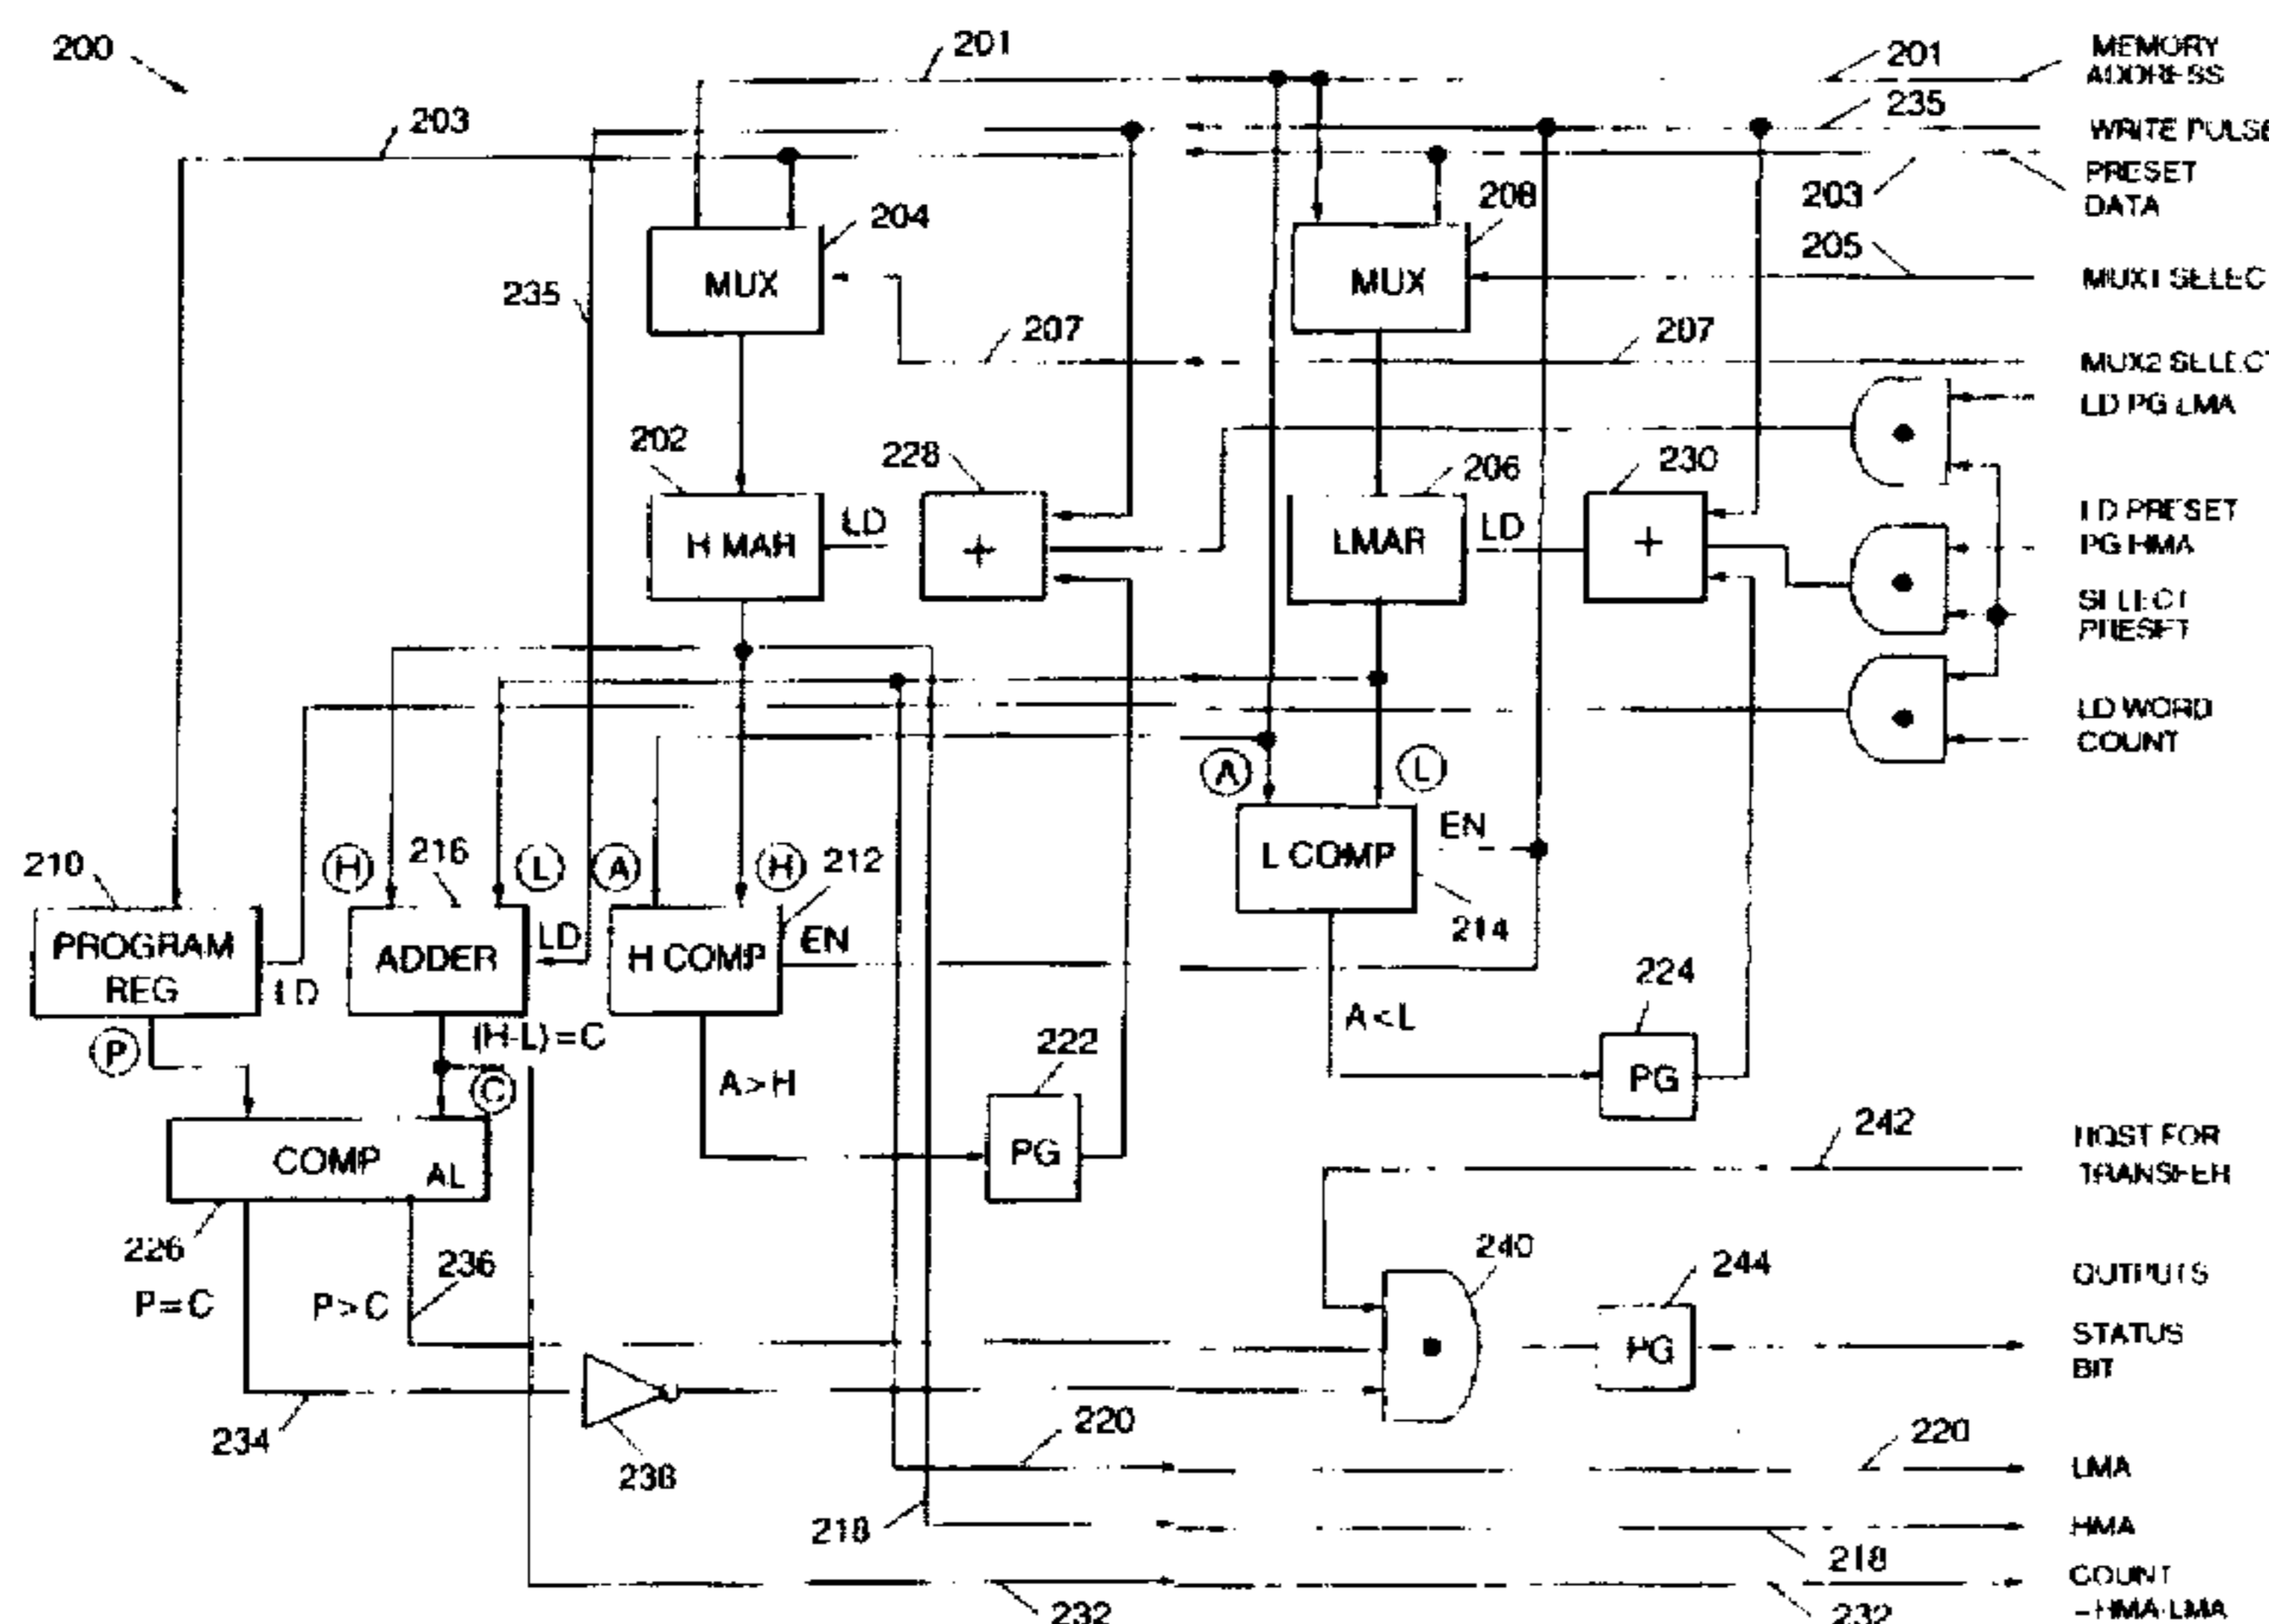 200
201
201
MEMORY
ADDRESS
203
235
WRITE PULSE
203
PRESET
DATA
204
208
MUX
MUX
205
MUX1 SELEC
235
207
207
MUX2 SELECT
LD PG LMA
202
228
206
230
H MAR
LD
+
LMAR
LD
+
LD PRESET
PG HMA
SELECT
PRESET
LD WORD
COUNT
A
L
210
H
216
L
A
H
212
L COMP
EN
214
PROGRAM
REG
LD
ADDER
LD
H COMP
EN
224
P
(H-L)=C
C
A>H
222
A<L
PG
COMP
AL
PG
242
HOST FOR
TRANSFER
226
236
240
244
OUTPUTS
P=C
P>C
PG
STATUS
BIT
234
238
220
220
LMA
218
HMA
218
232
232
COUNT
=HMA-LMA